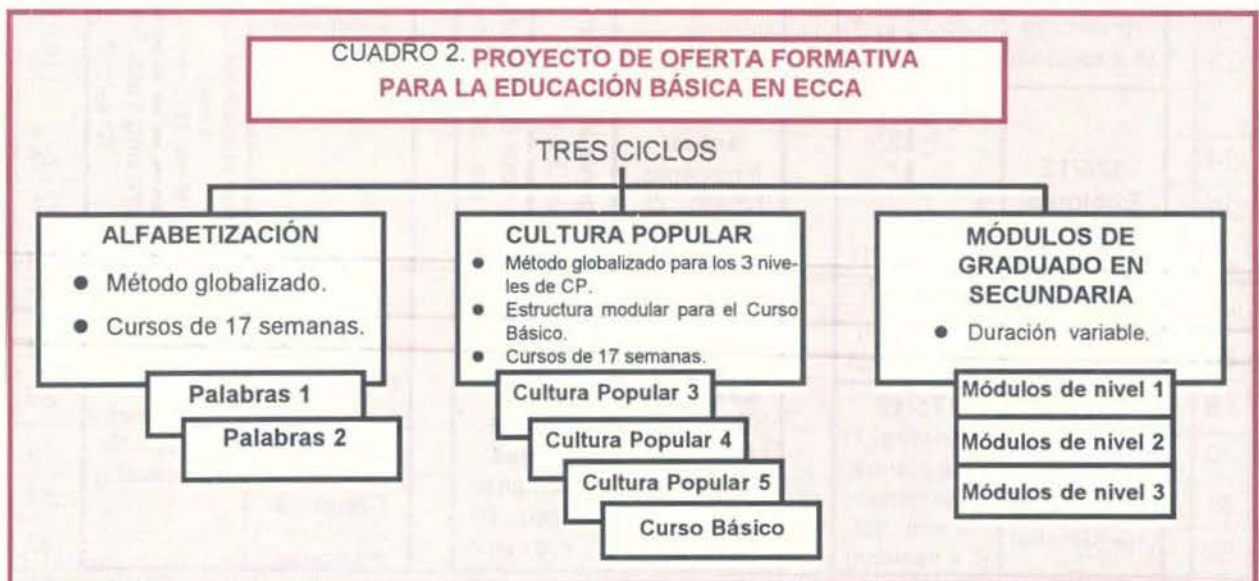 CUADRO 2. PROYECTO DE OFERTA FORMATIVA
PARA LA EDUCACIÓN BÁSICA EN ECCA
TRES CICLOS
ALFABETIZACIÓN
● Método globalizado.
● Cursos de 17 semanas.
Palabras 1
Palabras 2
CULTURA POPULAR
● Método globalizado para los 3 nive-
les de CP.
● Estructura modular para el Curso
Básico.
● Cursos de 17 semanas.
Cultura Popular 3
Cultura Popular 4
Cultura Popular 5
Curso Básico
MÓDULOS DE
GRADUADO EN
SECUNDARIA
● Duración variable.
Módulos de nivel 1
Módulos de nivel 2
Módulos de nivel 3